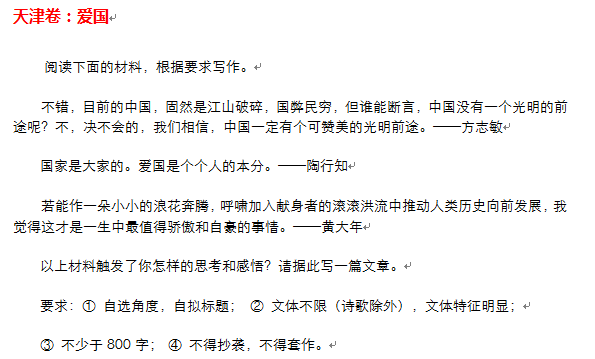 天津卷：爱国
阅读下面的材料，根据要求写作。
不错，目前的中国，固然是江山破碎，国弊民穷，但谁能断言，中国没有一个光明的前
途呢？不，决不会的，我们相信，中国一定有个可赞美的光明前途。——方志敏
国家是大家的。爱国是个个人的本分。——陶行知
若能作一朵小小的浪花奔腾，呼啸加入献身者的滚滚洪流中推动人类历史向前发展，我
觉得这才是一生中最值得骄傲和自豪的事情。——黄大年
以上材料触发了你怎样的思考和感悟？请据此写一篇文章。
要求：① 自选角度，自拟标题； ② 文体不限（诗歌除外），文体特征明显；
③ 不少于 800 字； ④ 不得抄袭，不得套作。